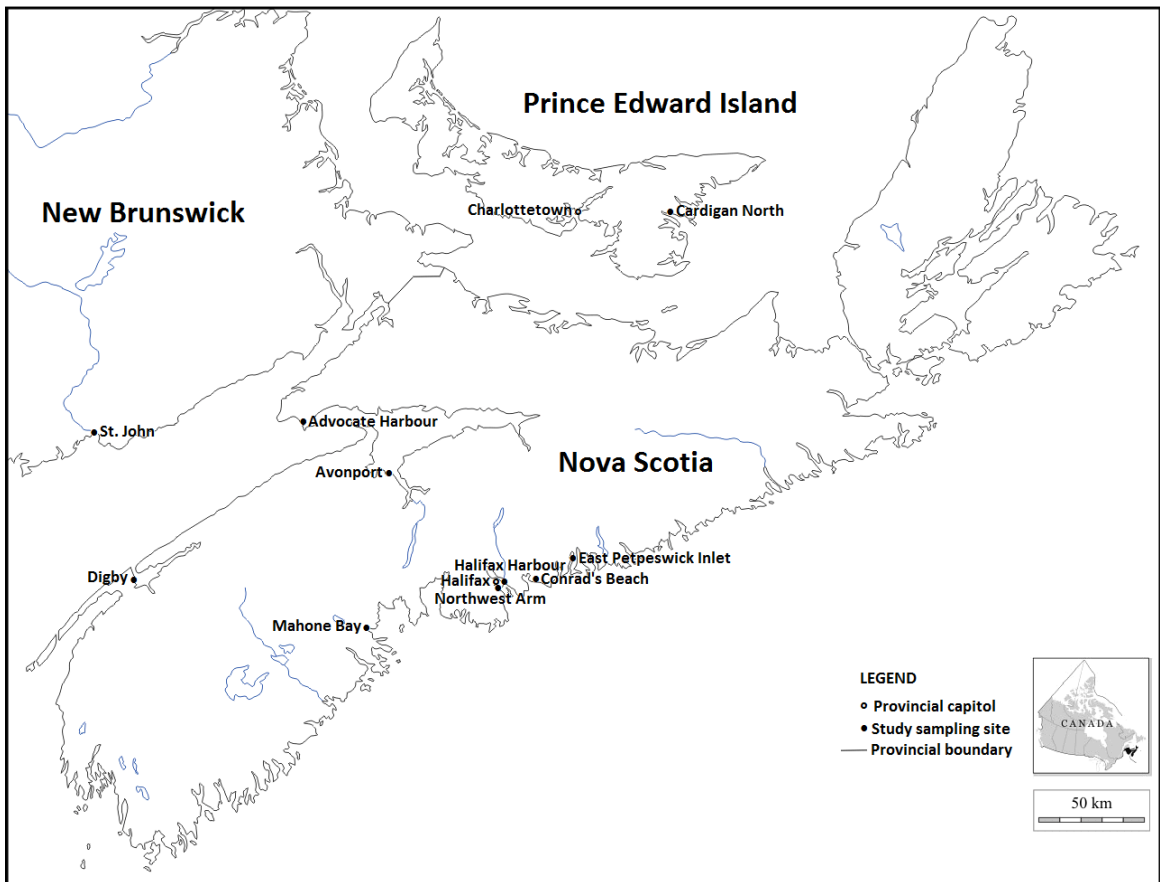 Prince Edward Island
New Brunswick
Charlottetown
Cardigan North
St. John
Advocate Harbour
Avonport
Nova Scotia
East Petpeswick Inlet
Halifax Harbour
Digby
Halifax
Conrad's Beach
Northwest Arm
Mahone Bay
LEGEND
Provincial capitol
Study sampling site
Provincial boundary
CANADA
50 km